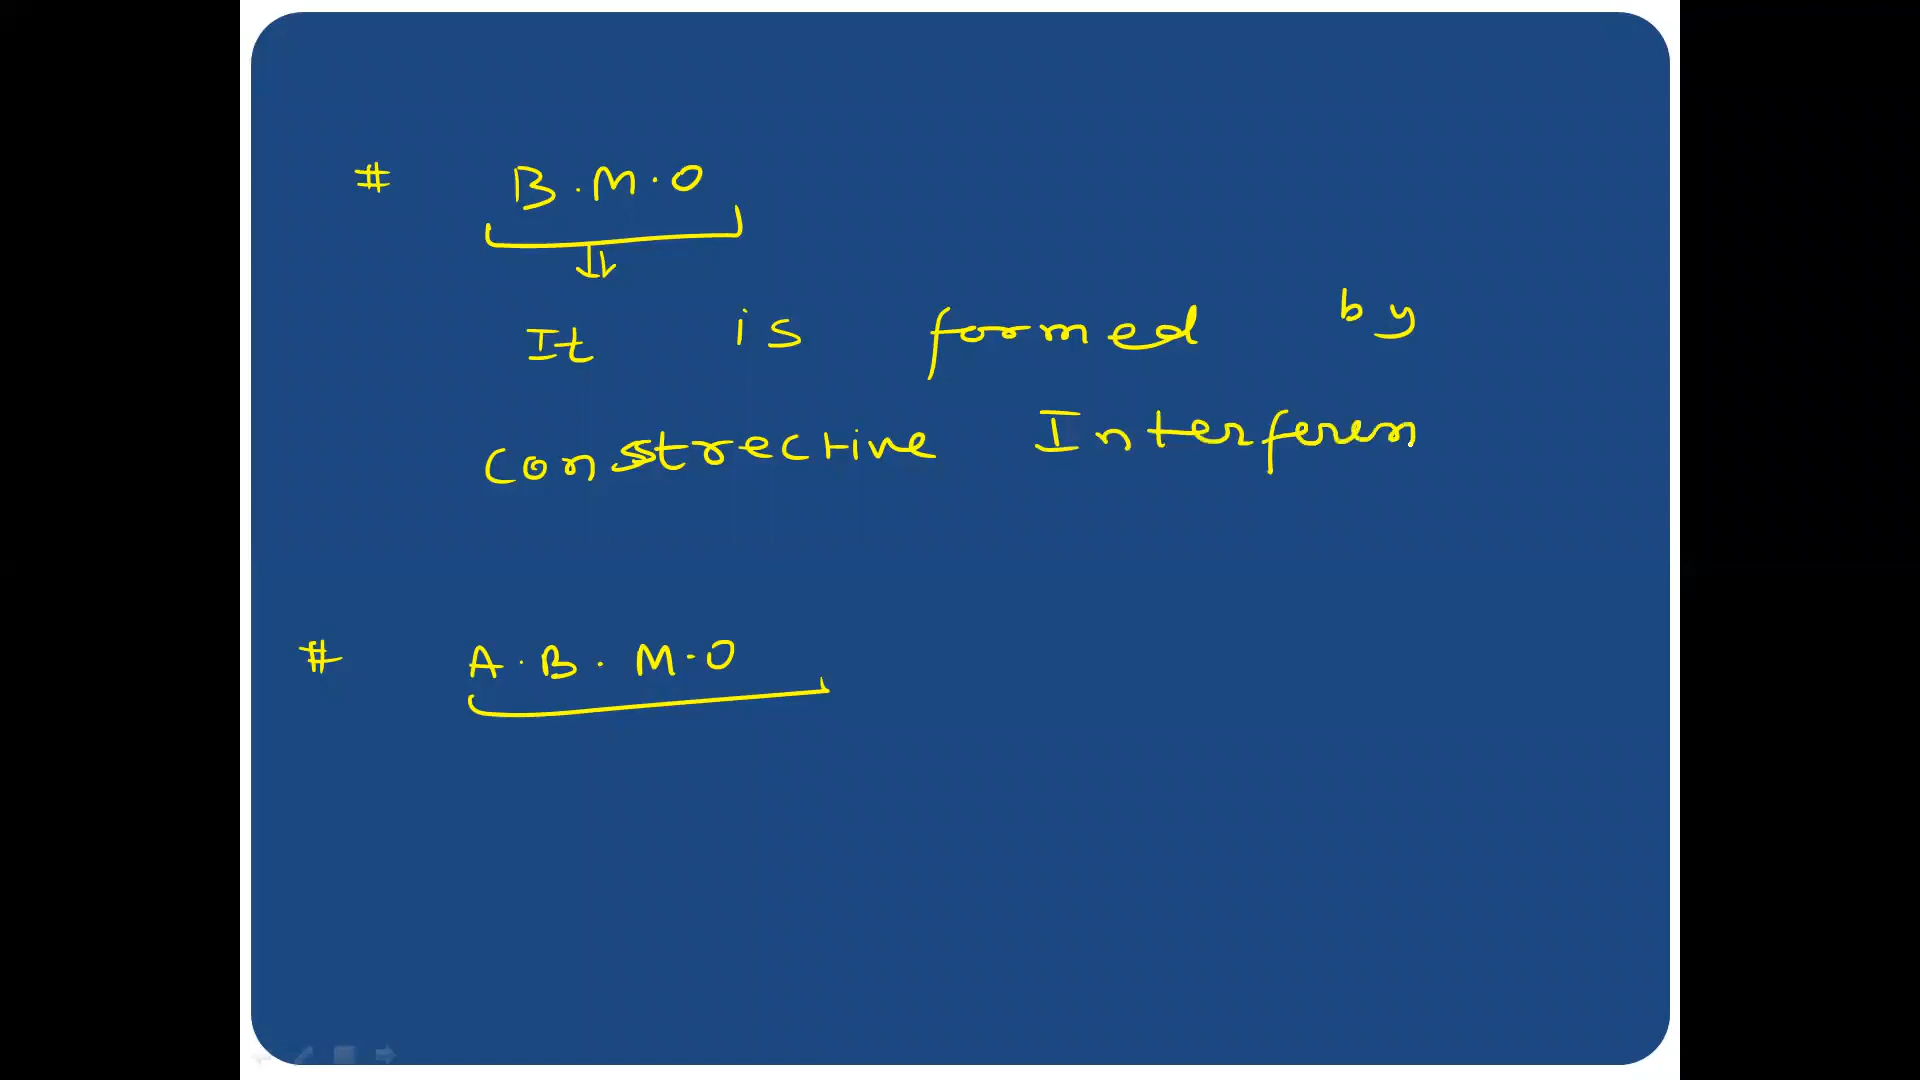 # B.M.O
It is formed by
constrective Interferen
# A.B.M.O